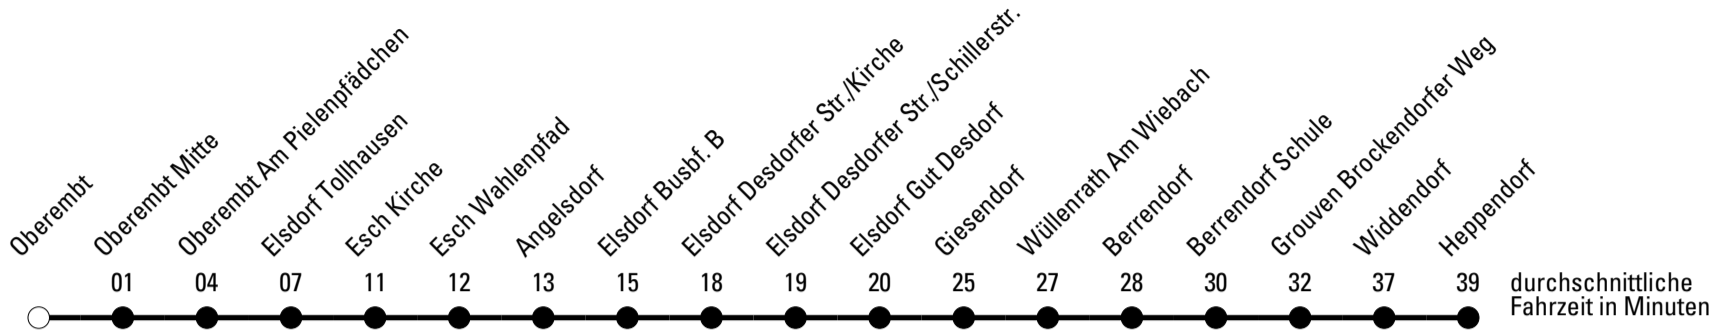 Oberembt
Oberembt Mitte
Oberembt Am Pielenpfädchen
Elsdorf Tollhausen
Esch Kirche
Esch Wahlenpfad
Angelsdorf
Elsdorf Busbf. B
Elsdorf Desdorfer Str./Kirche
Elsdorf Desdorfer Str./Schillerstr.
Elsdorf Gut Desdorf
Giesendorf
Wüllenrath Am Wiebach
Berrendorf
Berrendorf Schule
Grouven Brockendorfer Weg
Widdendorf
Heppendorf
01 04 07 11 12 13 15 18 19 20 25 27 28 30 32 37 39
durchschnittliche
Fahrzeit in Minuten